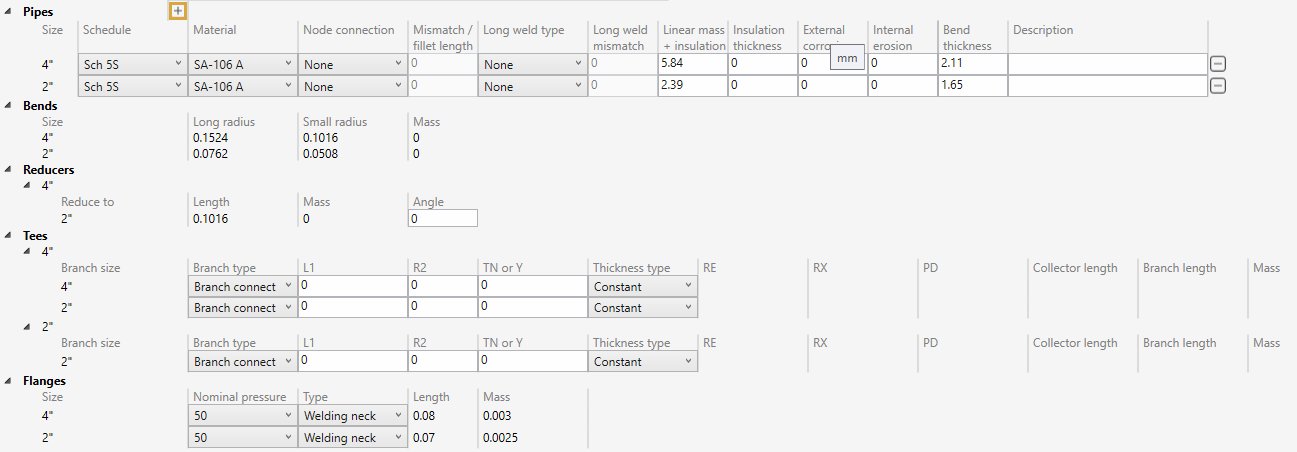 Pipes
Size Schedule Material Node connection Mismatch / fillet length Long weld type Long weld mismatch Linear mass + insulation Insulation thickness External Internal erosion Bend thickness Description
4" Sch 5S SA-106 A None 0 None 0 5.84 0 0 mm 0 2.11
2" Sch 5S SA-106 A None 0 None 0 2.39 0 0 0 1.65
Bends
Size Long radius Small radius Mass
4" 0.1524 0.1016 0
2" 0.0762 0.0508 0
Reducers
4"
Reduce to Length Mass Angle
2" 0.1016 0 0
Tees
4"
Branch size Branch type L1 R2 TN or Y Thickness type RE RX PD Collector length Branch length Mass
4" Branch connect 0 0 0 Constant
2" Branch connect 0 0 0 Constant
2"
Branch size Branch type L1 R2 TN or Y Thickness type RE RX PD Collector length Branch length Mass
2" Branch connect 0 0 0 Constant
Flanges
Size Nominal pressure Type Length Mass
4" 50 Welding neck 0.08 0.003
2" 50 Welding neck 0.07 0.0025